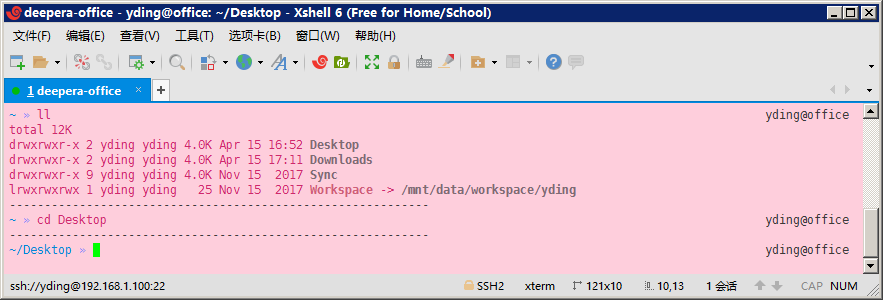 deepera-office - yding@office: ~/Desktop - Xshell 6 (Free for Home/School)
文件(F) 编辑(E) 查看(V) 工具(T) 选项卡(B) 窗口(W) 帮助(H)
1 deepera-office × +
~ » ll yding@office
total 12K
drwxrwxr-x 2 yding yding 4.0K Apr 15 16:52 Desktop
drwxrwxr-x 2 yding yding 4.0K Apr 15 17:11 Downloads
drwxrwxr-x 9 yding yding 4.0K Nov 15  2017 Sync
lrwxrwxrwx 1 yding yding   25 Nov 15  2017 Workspace -> /mnt/data/workspace/yding
------------------------------------------------------------
~ » cd Desktop yding@office
------------------------------------------------------------
~/Desktop » yding@office
ssh://yding@192.168.1.100:22 SSH2 xterm 121x10 10,13 1 会话 CAP NUM